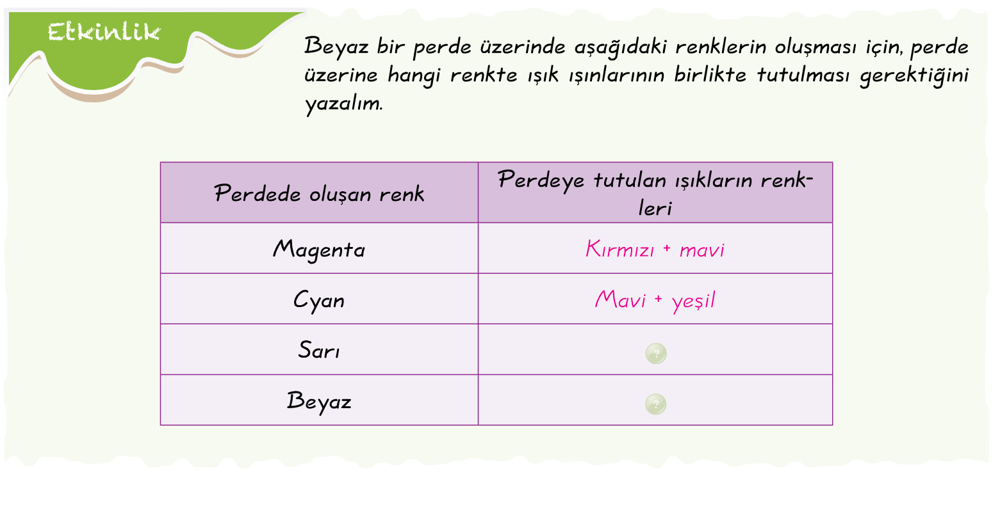 Etkinlik
Beyaz bir perde üzerinde aşağıdaki renklerin oluşması için, perde
üzerine hangi renkte ışık ışınlarının birlikte tutulması gerektiğini
yazalım.
Perdede oluşan renk
Perdeye tutulan ışıkların renk-
leri
Magenta
Kırmızı + mavi
Cyan
Mavi + yeşil
Sarı
?
Beyaz
?